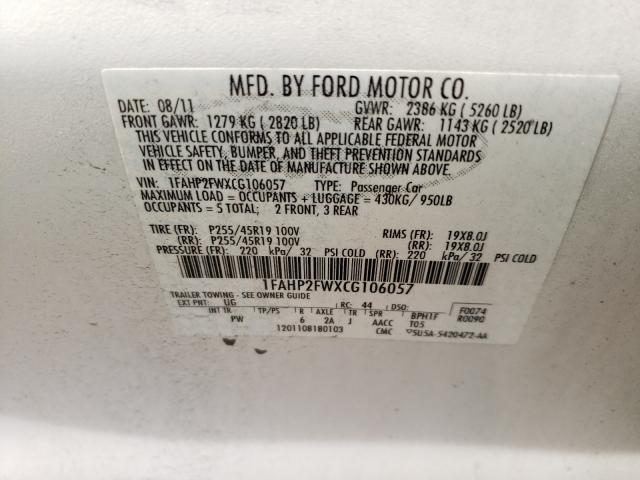 MFD. BY FORD MOTOR CO.
DATE: 08/11 GVWR: 2386 KG ( 5260 LB)
FRONT GAWR: 1279 KG ( 2820 LB) REAR GAWR: 1143 KG ( 2520 LB)
THIS VEHICLE CONFORMS TO ALL APPLICABLE FEDERAL MOTOR
VEHICLE SAFETY, BUMPER, AND THEFT PREVENTION STANDARDS
IN EFFECT ON THE DATE OF MANUFACTURE SHOWN ABOVE.
VIN: 1FAHP2FWXCG106057 TYPE: Passenger Car
MAXIMUM LOAD = OCCUPANTS + LUGGAGE = 430KG/ 950LB
OCCUPANTS = 5 TOTAL; 2 FRONT, 3 REAR
TIRE (FR): P255/45R19 100V RIMS (FR): 19X8.0J
(RR): P255/45R19 100V (RR): 19X8.0J
PRESSURE (FR): 220 kPa/ 32 PSI COLD (RR): 220 kPa/ 32 PSI COLD
1FAHP2FWXCG106057
TRAILER TOWING - SEE OWNER GUIDE
EXT PNT: UG RC: 44 DSO: F0074
INT TR TP/PS R AXLE TR SPR BPH1F R0090
PW 6 2A J AACC T05
1201108180103 CMC 5U5A-5420472-AA